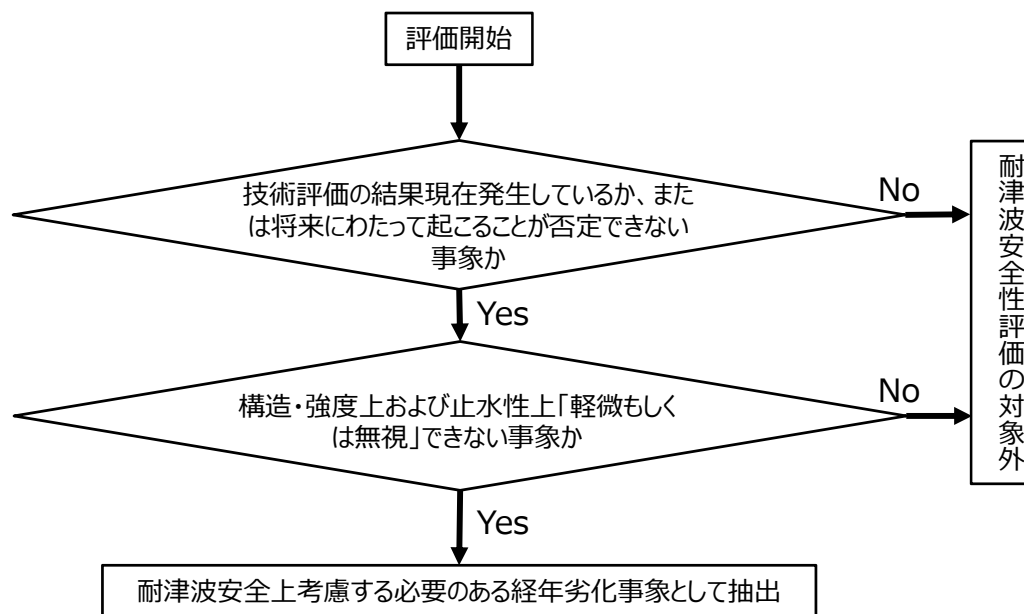 評価開始
技術評価の結果現在発生しているか、また
は将来にわたって起こることが否定できない
事象か
No
耐津波安全性評価の対象外
Yes
構造・強度上および止水性上「軽微もしく
は無視」できない事象か
No
Yes
耐津波安全上考慮する必要のある経年劣化事象として抽出